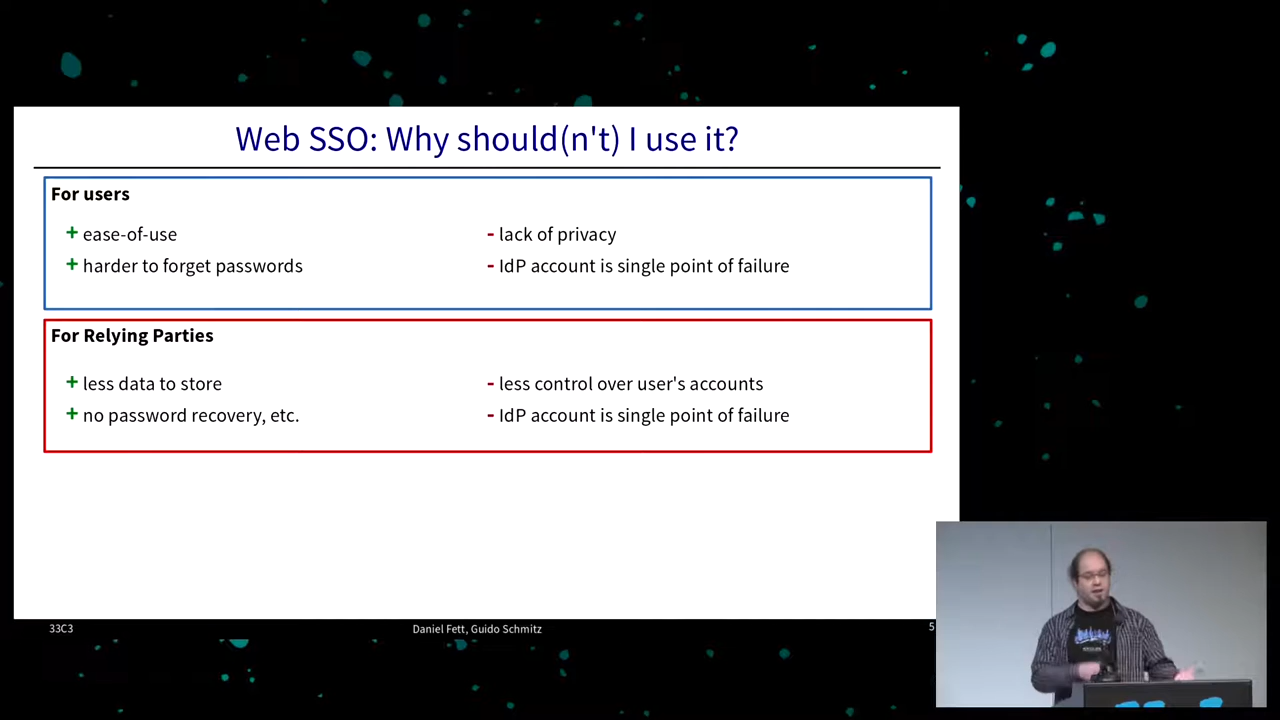 Web SSO: Why should(n't) I use it?
For users
+ ease-of-use
- lack of privacy
+ harder to forget passwords
- IdP account is single point of failure
For Relying Parties
+ less data to store
- less control over user's accounts
+ no password recovery, etc.
- IdP account is single point of failure
33C3
Daniel Fett, Guido Schmitz
5